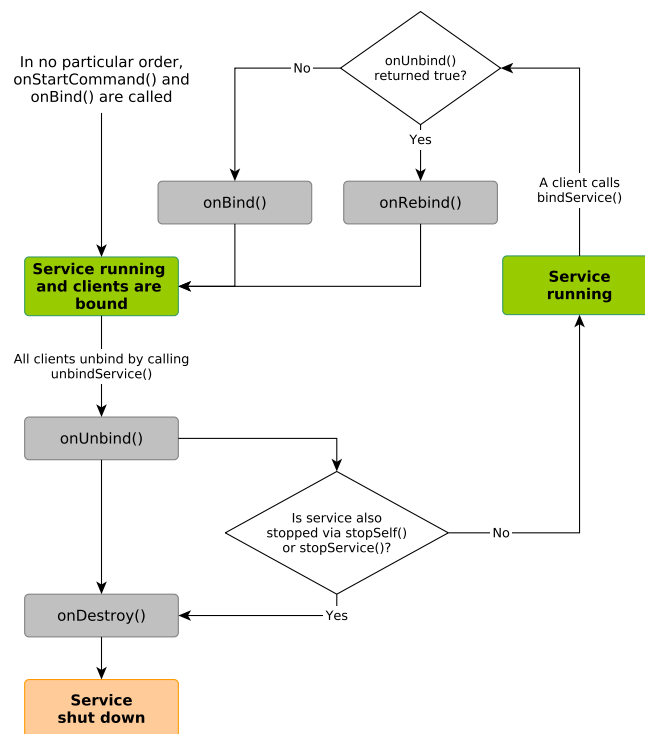 In no particular order,
onStartCommand() and
onBind() are called
onUnbind()
returned true?
No
Yes
onBind()
onRebind()
A client calls
bindService()
Service running
and clients are
bound
Service
running
All clients unbind by calling
unbindService()
onUnbind()
Is service also
stopped via stopSelf()
or stopService()?
No
Yes
onDestroy()
Service
shut down